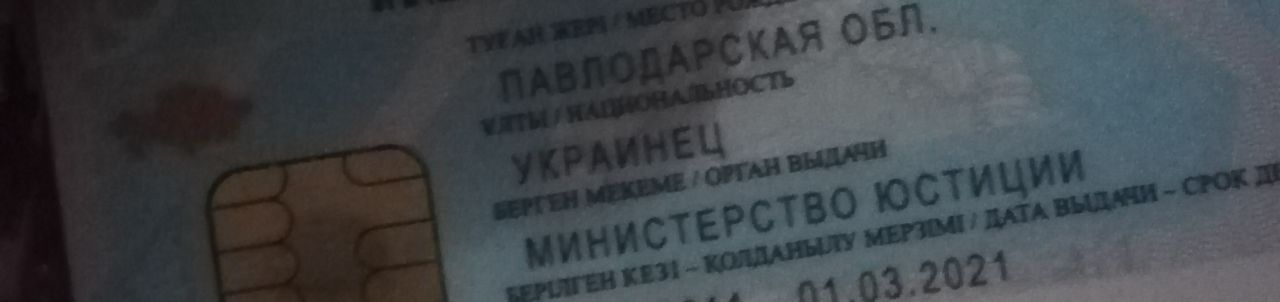 ТУҒАН ЖЕРІ / МЕСТО
ПАВЛОДАРСКАЯ ОБЛ.
ҰЛТЫ / НАЦИОНАЛЬНОСТЬ
УКРАИНЕЦ
БЕРГЕН МЕКЕМЕ / ОРГАН ВЫДАЧИ
МИНИСТЕРСТВО ЮСТИЦИИ
БЕРІЛГЕН КЕЗІ – ҚОЛДАНЫЛУ МЕРЗІМІ / ДАТА ВЫДАЧИ – СРОК
01.03.2021